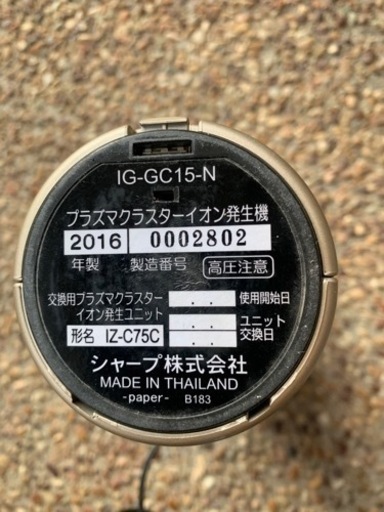 IG-GC15-N
プラズマクラスターイオン発生機
2016 0002802
年製 製造番号 高圧注意
交換用プラズマクラスター . . 使用開始日
イオン発生ユニット . . ユニット
形名 IZ-C75C 交換日
シャープ株式会社
MADE IN THAILAND
-paper- B183